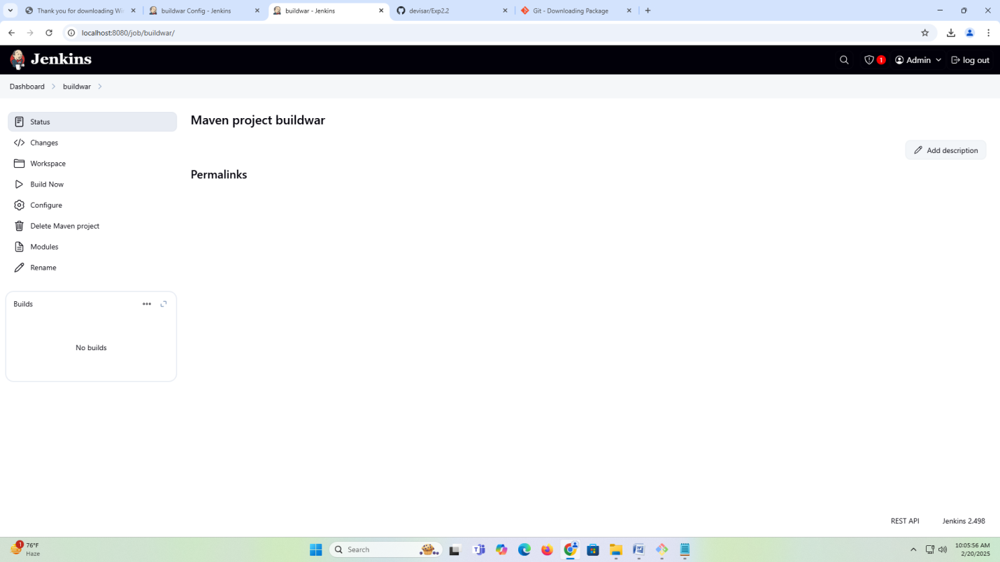 Thank you for downloading Win
buildwar Config - Jenkins
buildwar - Jenkins
devisar/Exp2.2
Git - Downloading Package
localhost:8080/job/buildwar/
Jenkins
1
Admin
log out
Dashboard
buildwar
Status
Maven project buildwar
Changes
Add description
Workspace
Permalinks
Build Now
Configure
Delete Maven project
Modules
Rename
Builds
No builds
REST API
Jenkins 2.498
1
76°F
Haze
Search
10:05:56 AM
2/20/2025